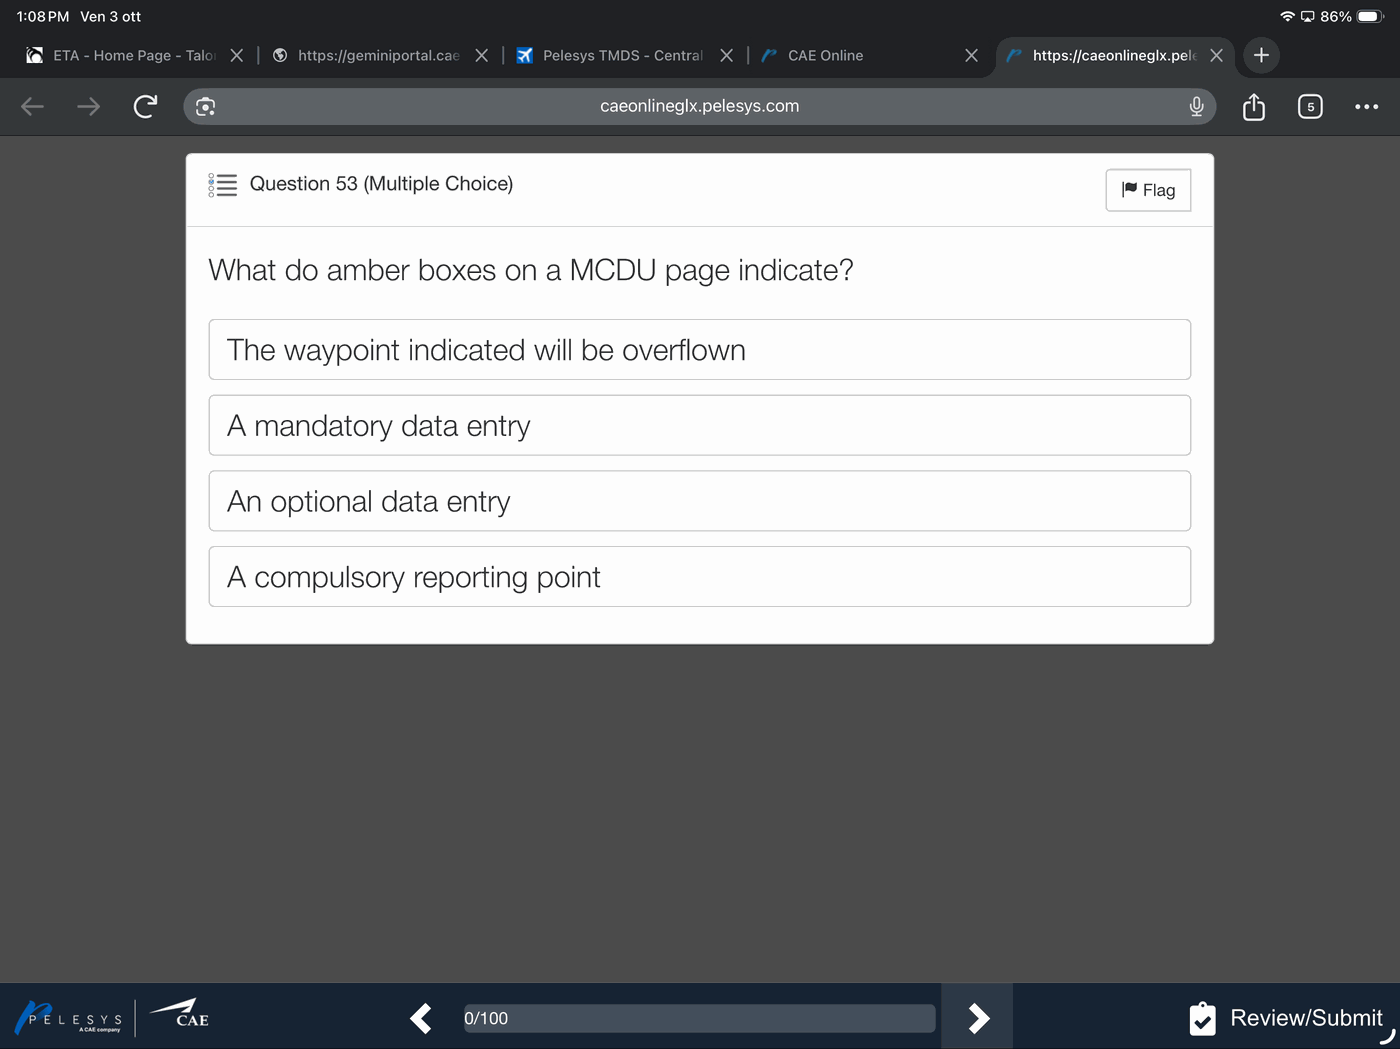 1:08 PM Ven 3 ott
86%
ETA - Home Page - Talo
https://geminiportal.cae
Pelesys TMDS - Central
CAE Online
https://caeonlineglx.pele
caeonlineglx.pelesys.com
5
Question 53 (Multiple Choice)
Flag
What do amber boxes on a MCDU page indicate?
The waypoint indicated will be overflown
A mandatory data entry
An optional data entry
A compulsory reporting point
PELESYS
A CAE company
CAE
0/100
Review/Submit